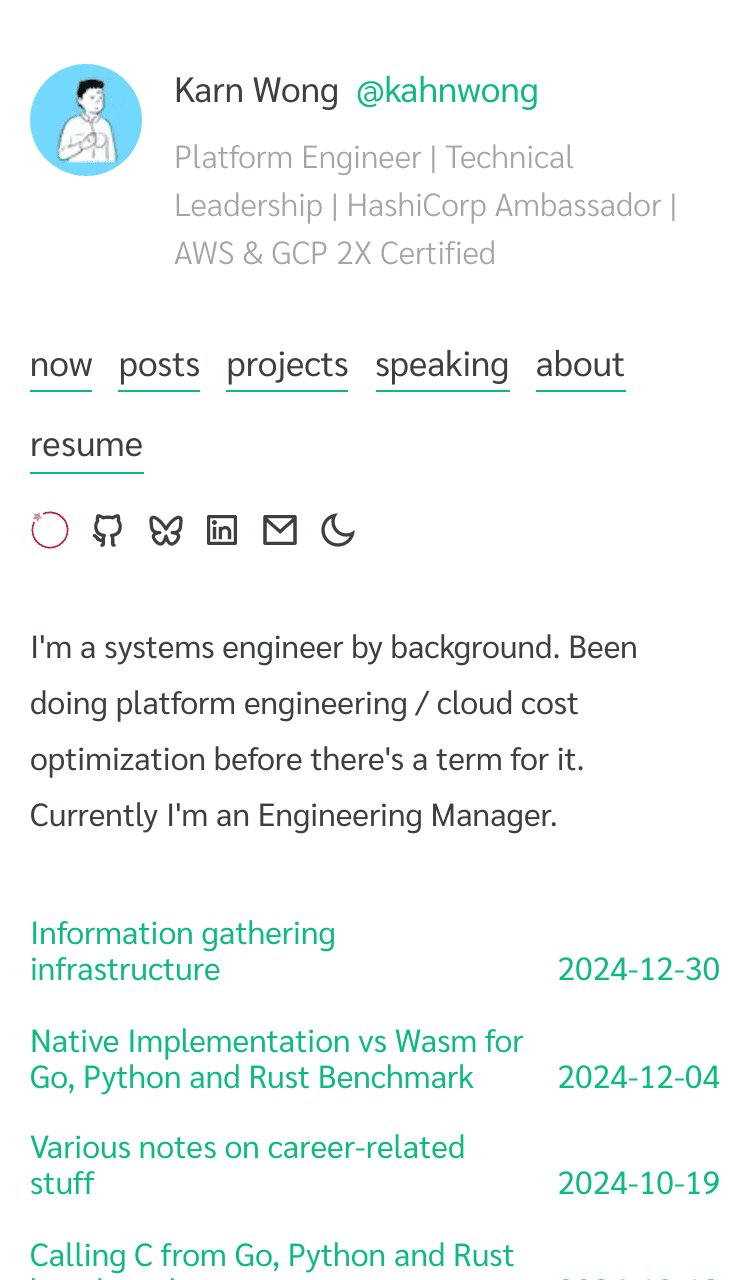 Karn Wong @kahnwong
Platform Engineer | Technical
Leadership | HashiCorp Ambassador |
AWS & GCP 2X Certified
now posts projects speaking about
resume
I'm a systems engineer by background. Been
doing platform engineering / cloud cost
optimization before there's a term for it.
Currently I'm an Engineering Manager.
Information gathering
infrastructure 2024-12-30
Native Implementation vs Wasm for
Go, Python and Rust Benchmark 2024-12-04
Various notes on career-related
stuff 2024-10-19
Calling C from Go, Python and Rust